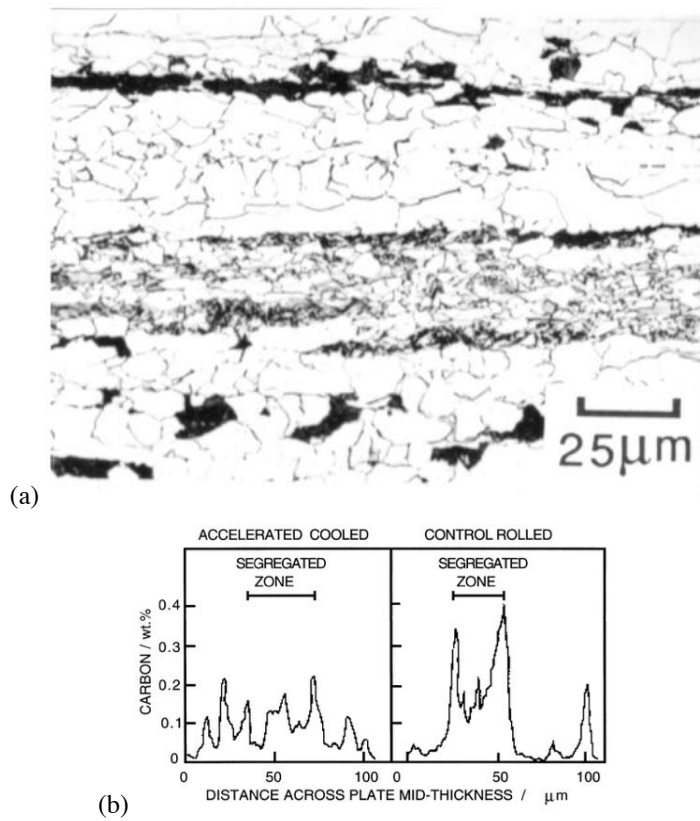 25μm
(a)
ACCELERATED COOLED CONTROL ROLLED
SEGREGATED ZONE SEGREGATED ZONE
CARBON / wt.%
0.4
0.3
0.2
0.1
0
0 50 100 0 50 100
DISTANCE ACROSS PLATE MID-THICKNESS / μm
(b)